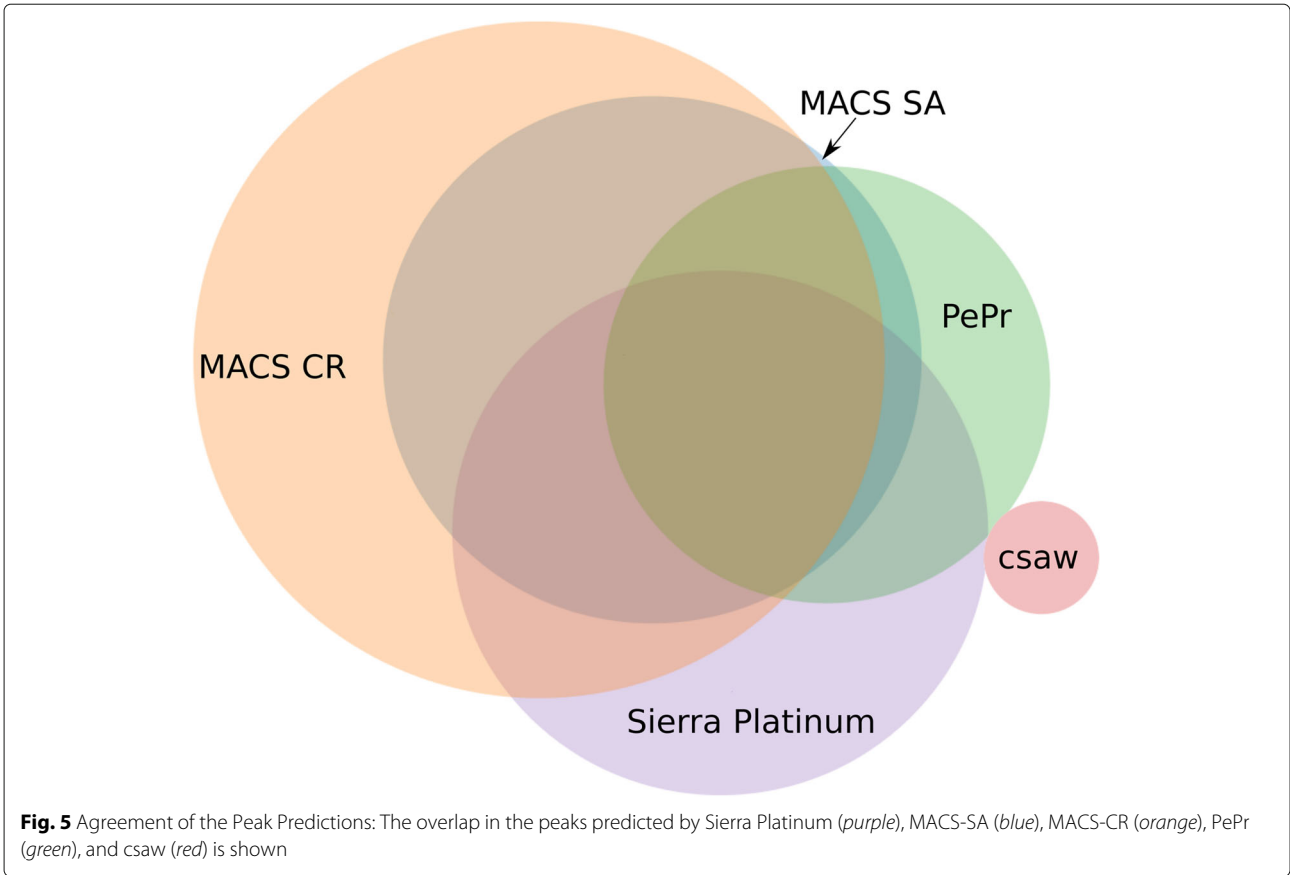 MACS SA
PePr
MACS CR
csaw
Sierra Platinum
Fig. 5 Agreement of the Peak Predictions: The overlap in the peaks predicted by Sierra Platinum (purple), MACS-SA (blue), MACS-CR (orange), PePr
(green), and csaw (red) is shown